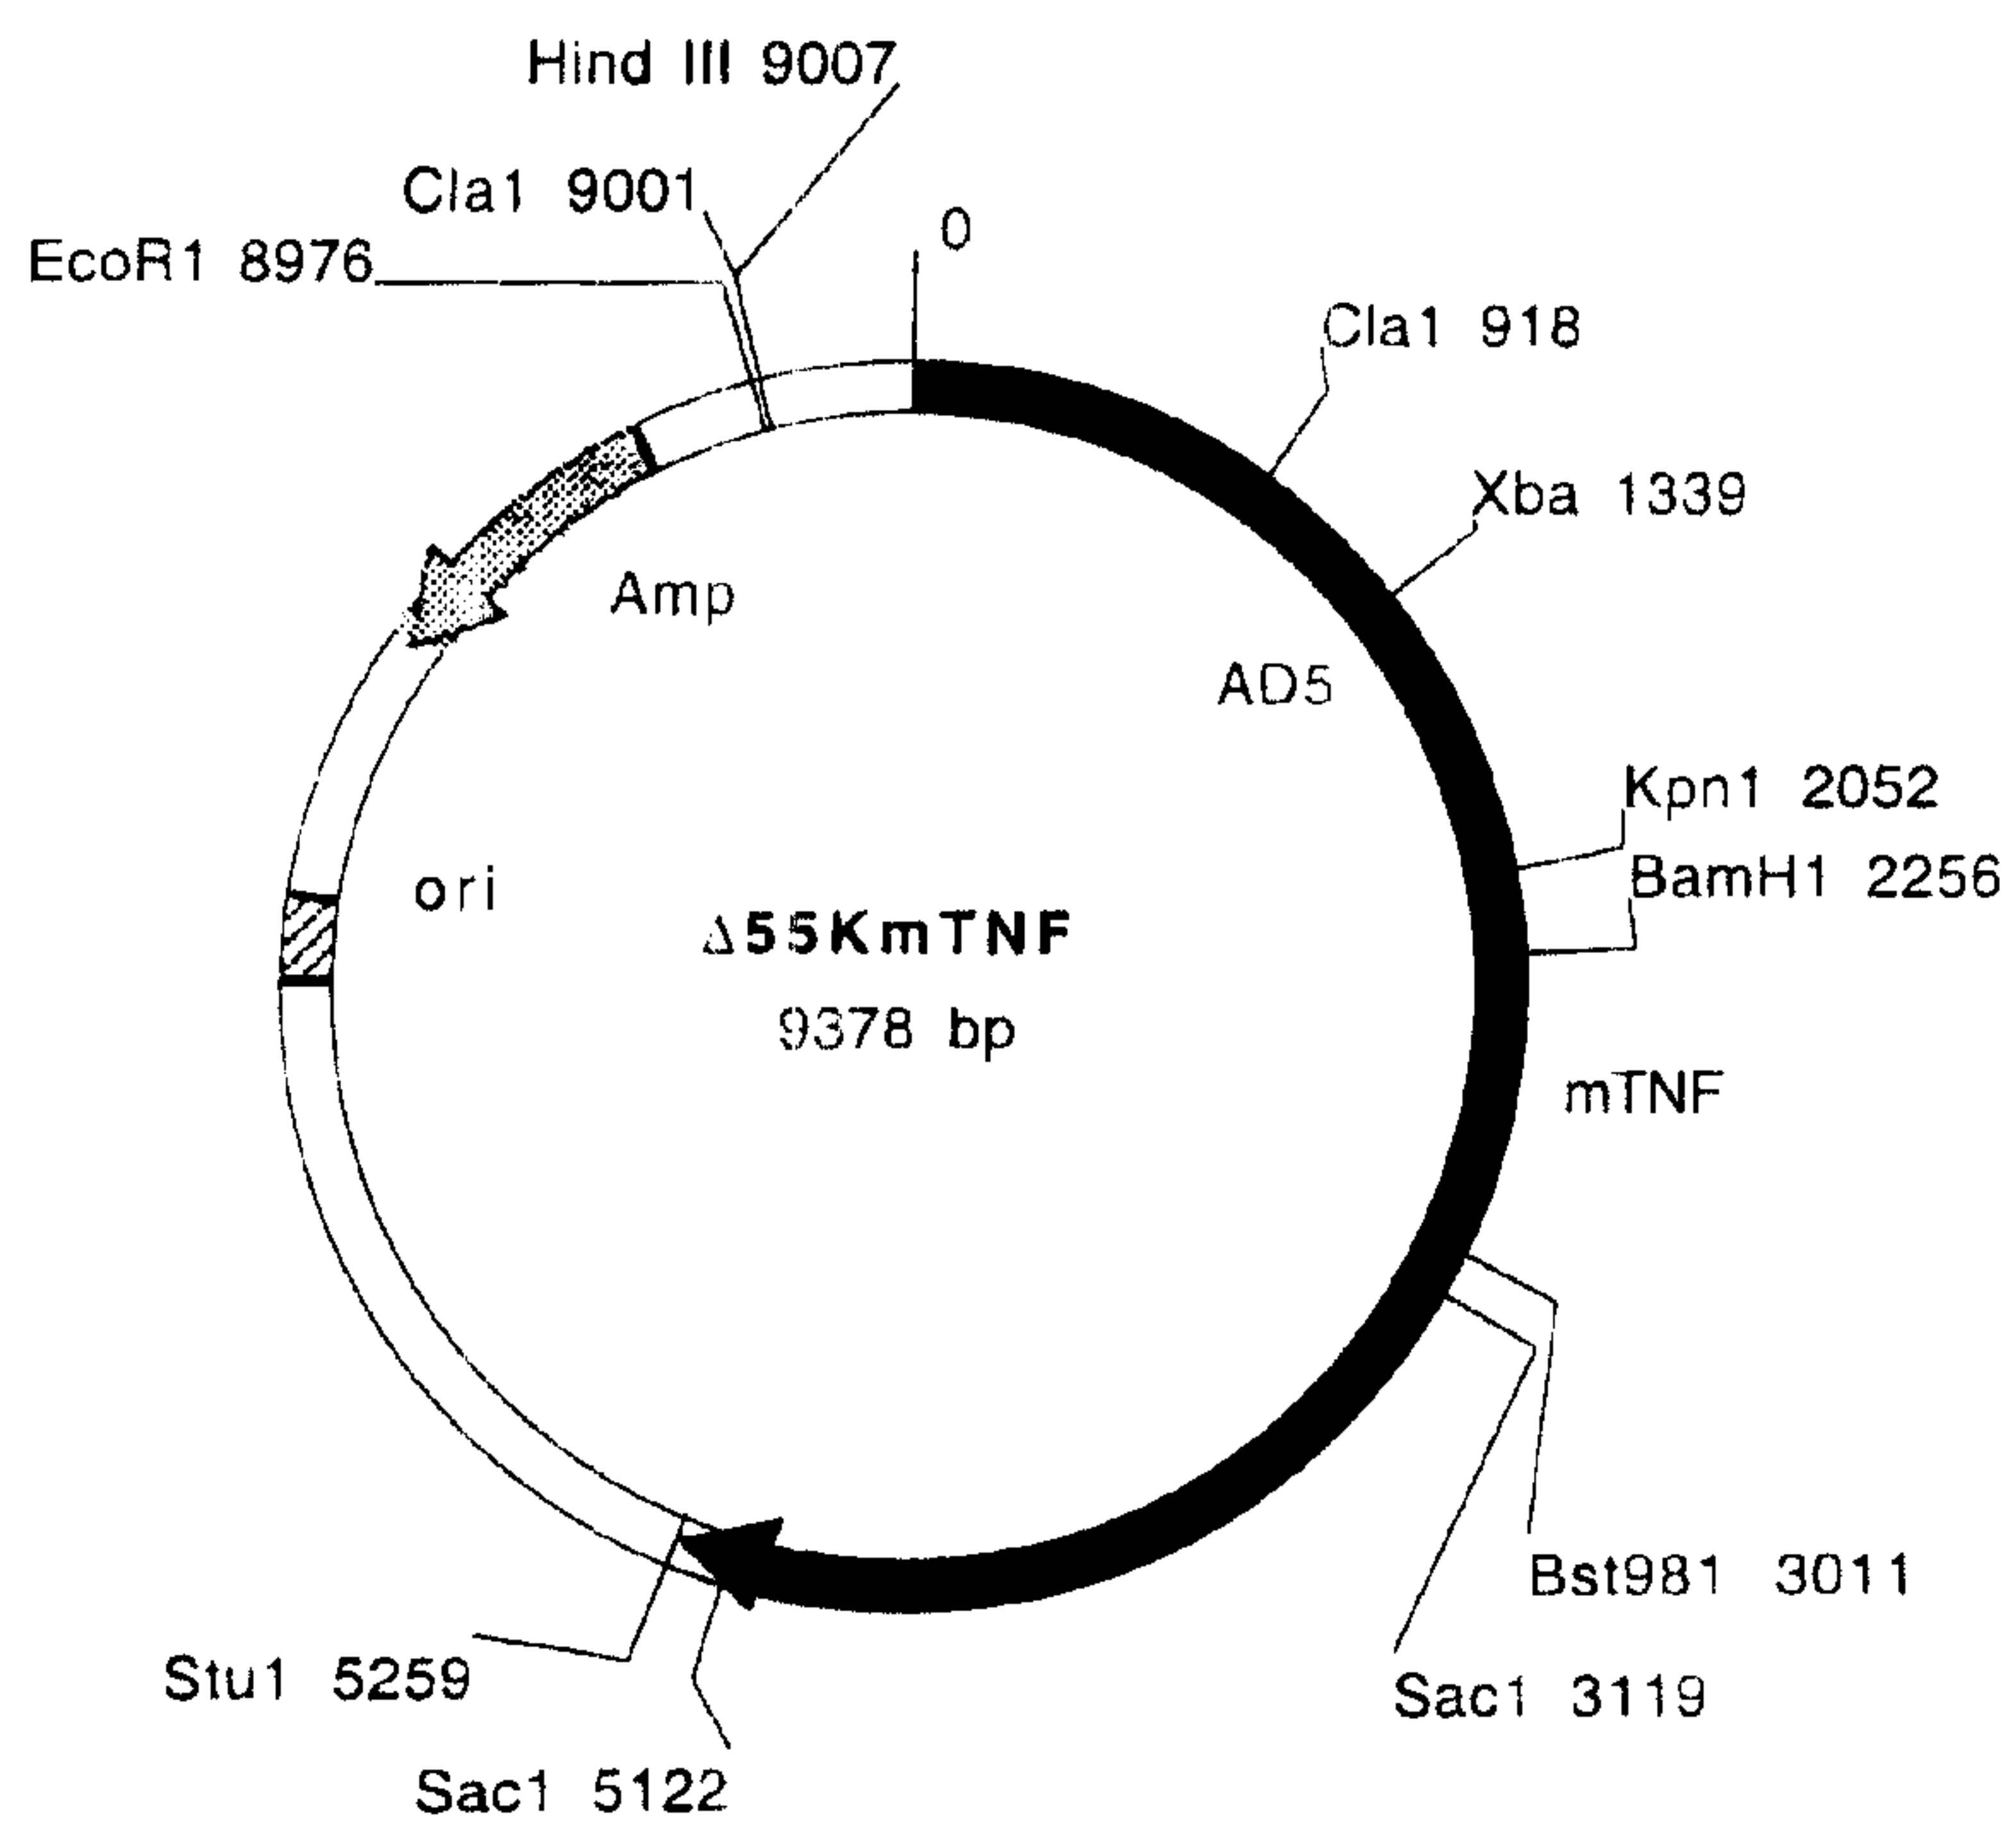 Hind III 9007
Cla1 9001
EcoR1 8976
0
Cla1 918
Xba 1339
Amp
AD5
Kpn1 2052
BamH1 2256
ori
Δ55KmTNF
9378 bp
mTNF
Bst981 3011
Sac1 3119
Stu1 5259
Sac1 5122